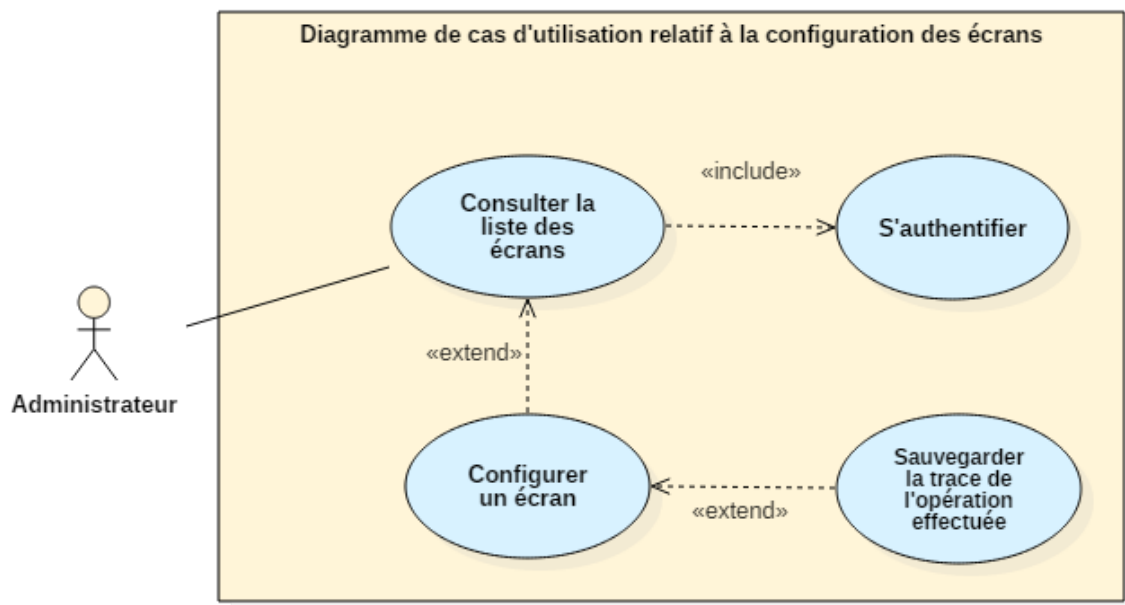 Diagramme de cas d'utilisation relatif à la configuration des écrans
«include»
Consulter la
liste des
écrans
S'authentifier
«extend»
Administrateur
Configurer
un écran
Sauvegarder
la trace de
l'opération
effectuée
«extend»